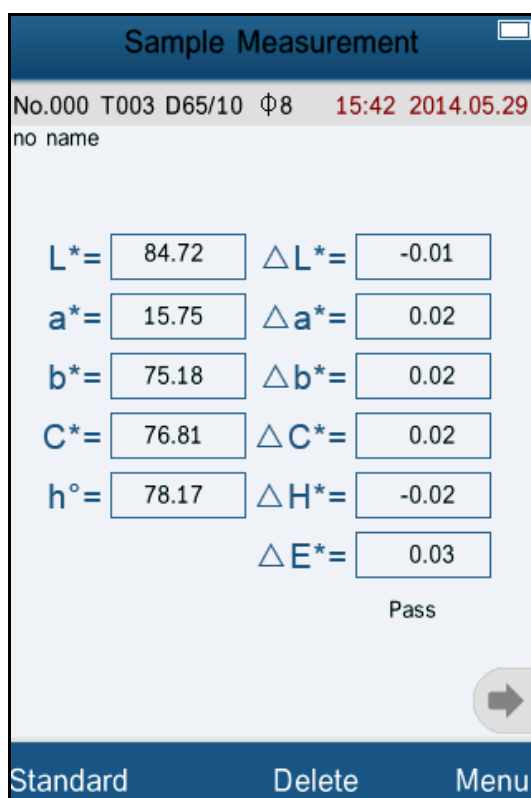 Sample Measurement
No.000 T003 D65/10 Φ8 15:42 2014.05.29
no name
L*= 84.72 △L*= -0.01
a*= 15.75 △a*= 0.02
b*= 75.18 △b*= 0.02
C*= 76.81 △C*= 0.02
h°= 78.17 △H*= -0.02
△E*= 0.03
Pass
Standard Delete Menu